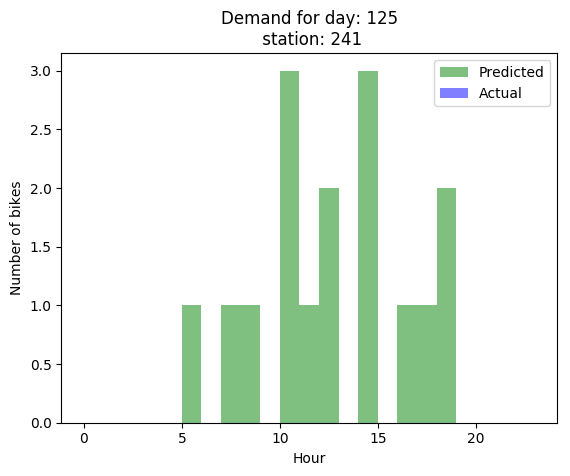 Demand for day: 125
station: 241
Predicted
Actual
Number of bikes
3.0
2.5
2.0
1.5
1.0
0.5
0.0
0 5 10 15 20
Hour